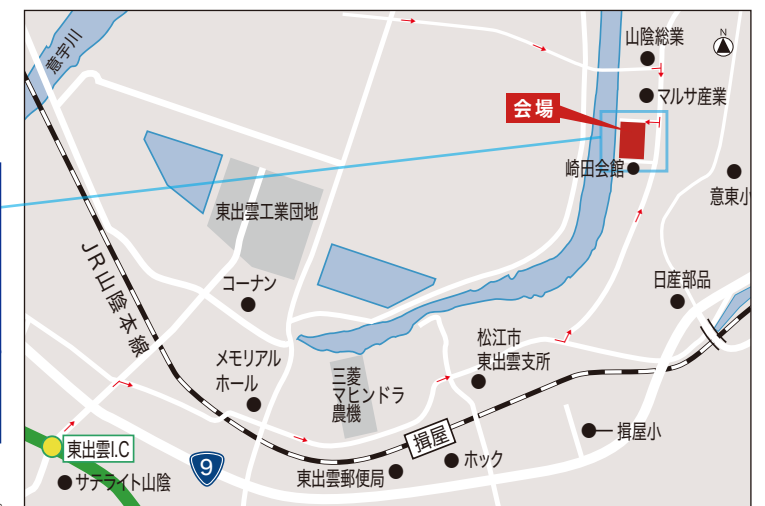 意宇川
山陰総業
N
マルサ産業
会場
崎田会館
意東小
東出雲工業団地
JR山陰本線
コーナン
日産部品
松江市
東出雲支所
メモリアル
ホール
三菱
マヒンドラ
農機
揖屋
揖屋小
東出雲I.C
9
ホック
東出雲郵便局
サテライト山陰